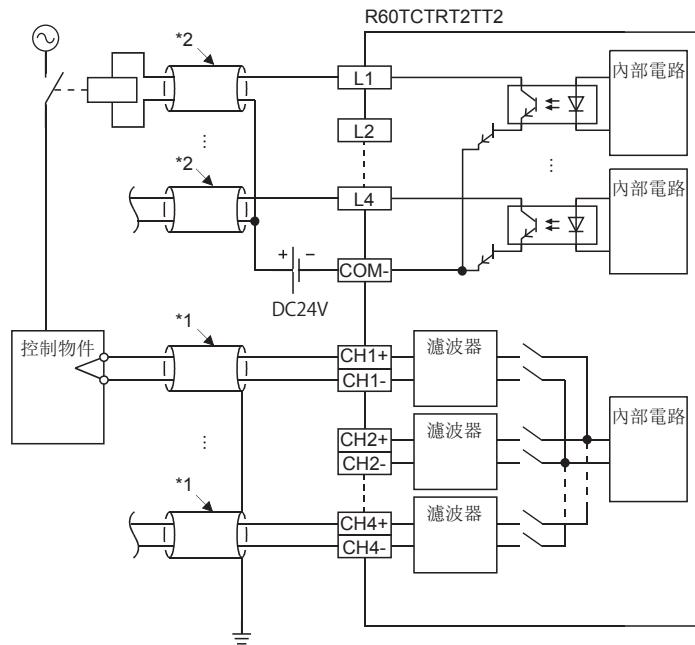 R60TCTRT2TT2
*2
L1
內部電路
L2
⋮
⋮
*2
L4
內部電路
+ −
COM-
DC24V
控制物件
*1
CH1+
CH1-
濾波器
⋮
CH2+
CH2-
濾波器
內部電路
*1
CH4+
CH4-
濾波器